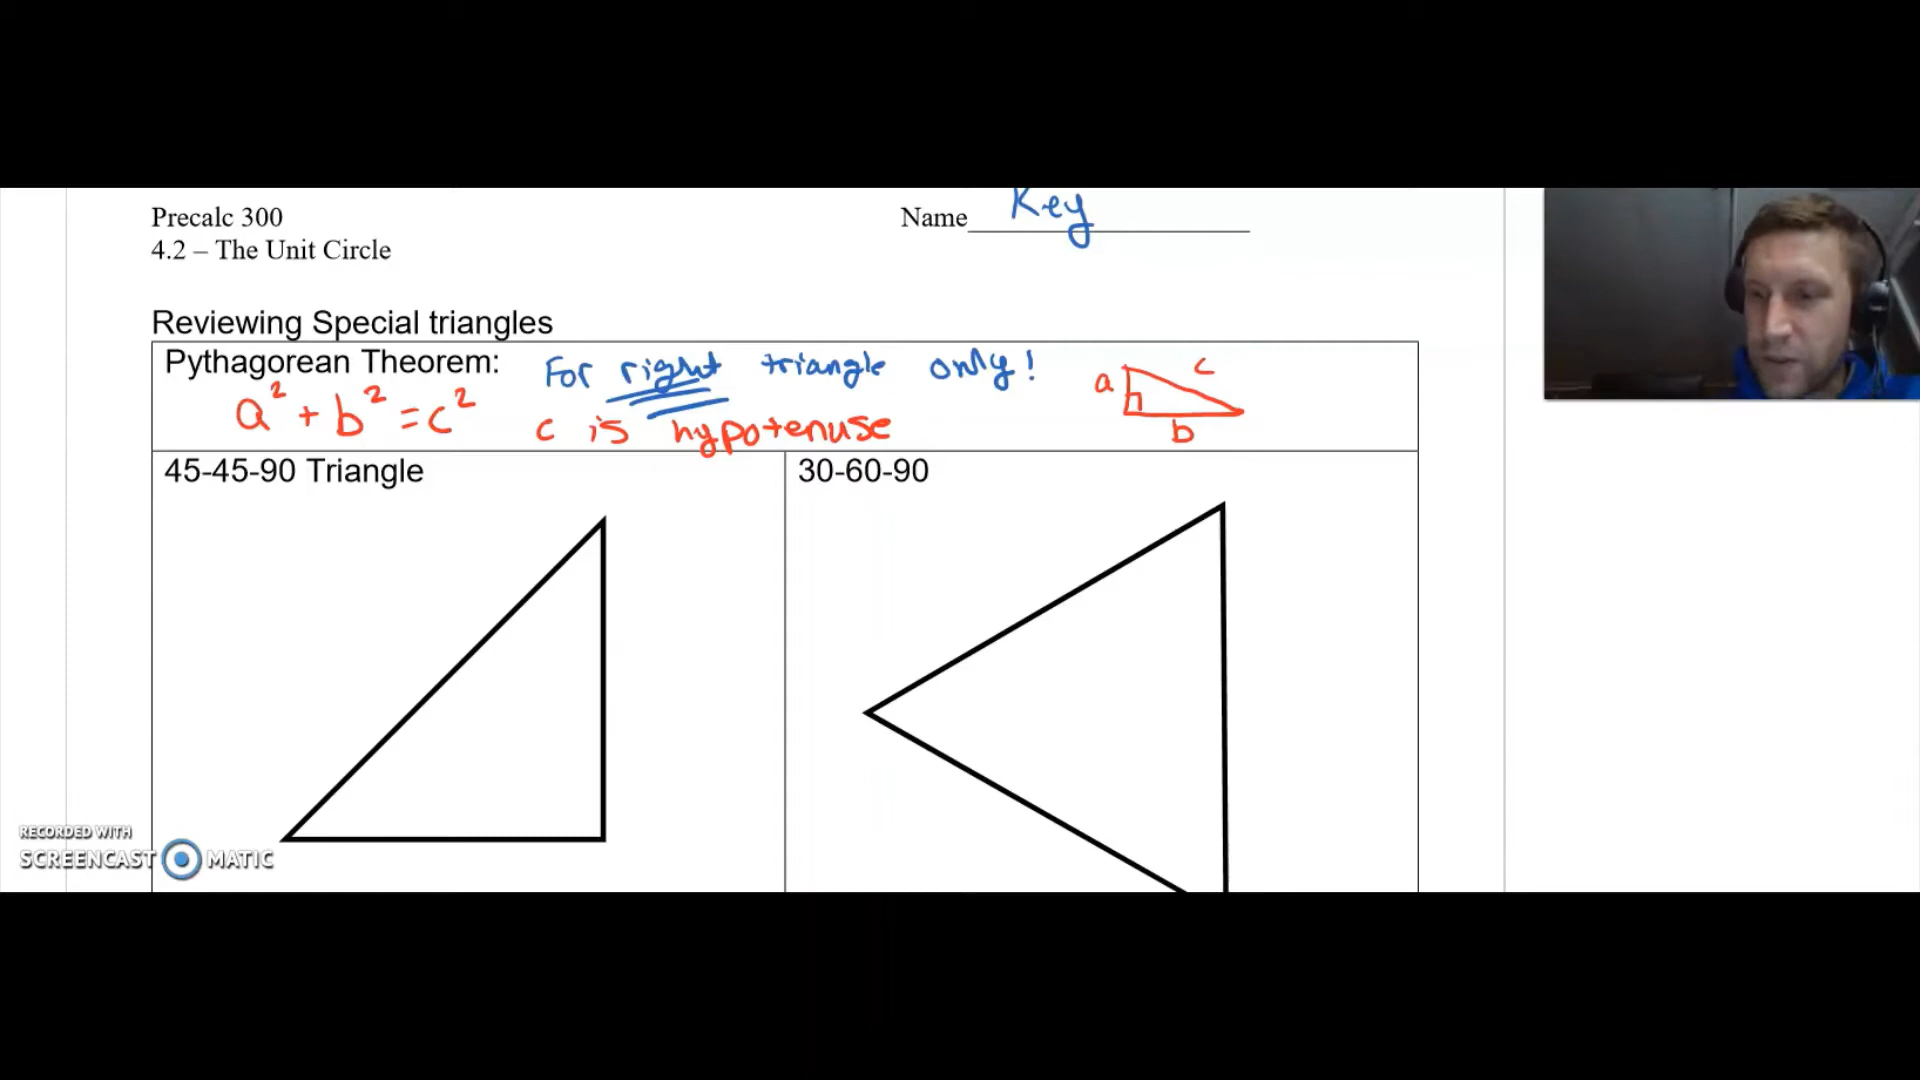 Key
Precalc 300 Name
4.2 – The Unit Circle
Reviewing Special triangles
Pythagorean Theorem: For right triangle only!
a² + b² = c² c is hypotenuse
a c
b
45-45-90 Triangle 30-60-90
RECORDED WITH
SCREENCAST MATIC